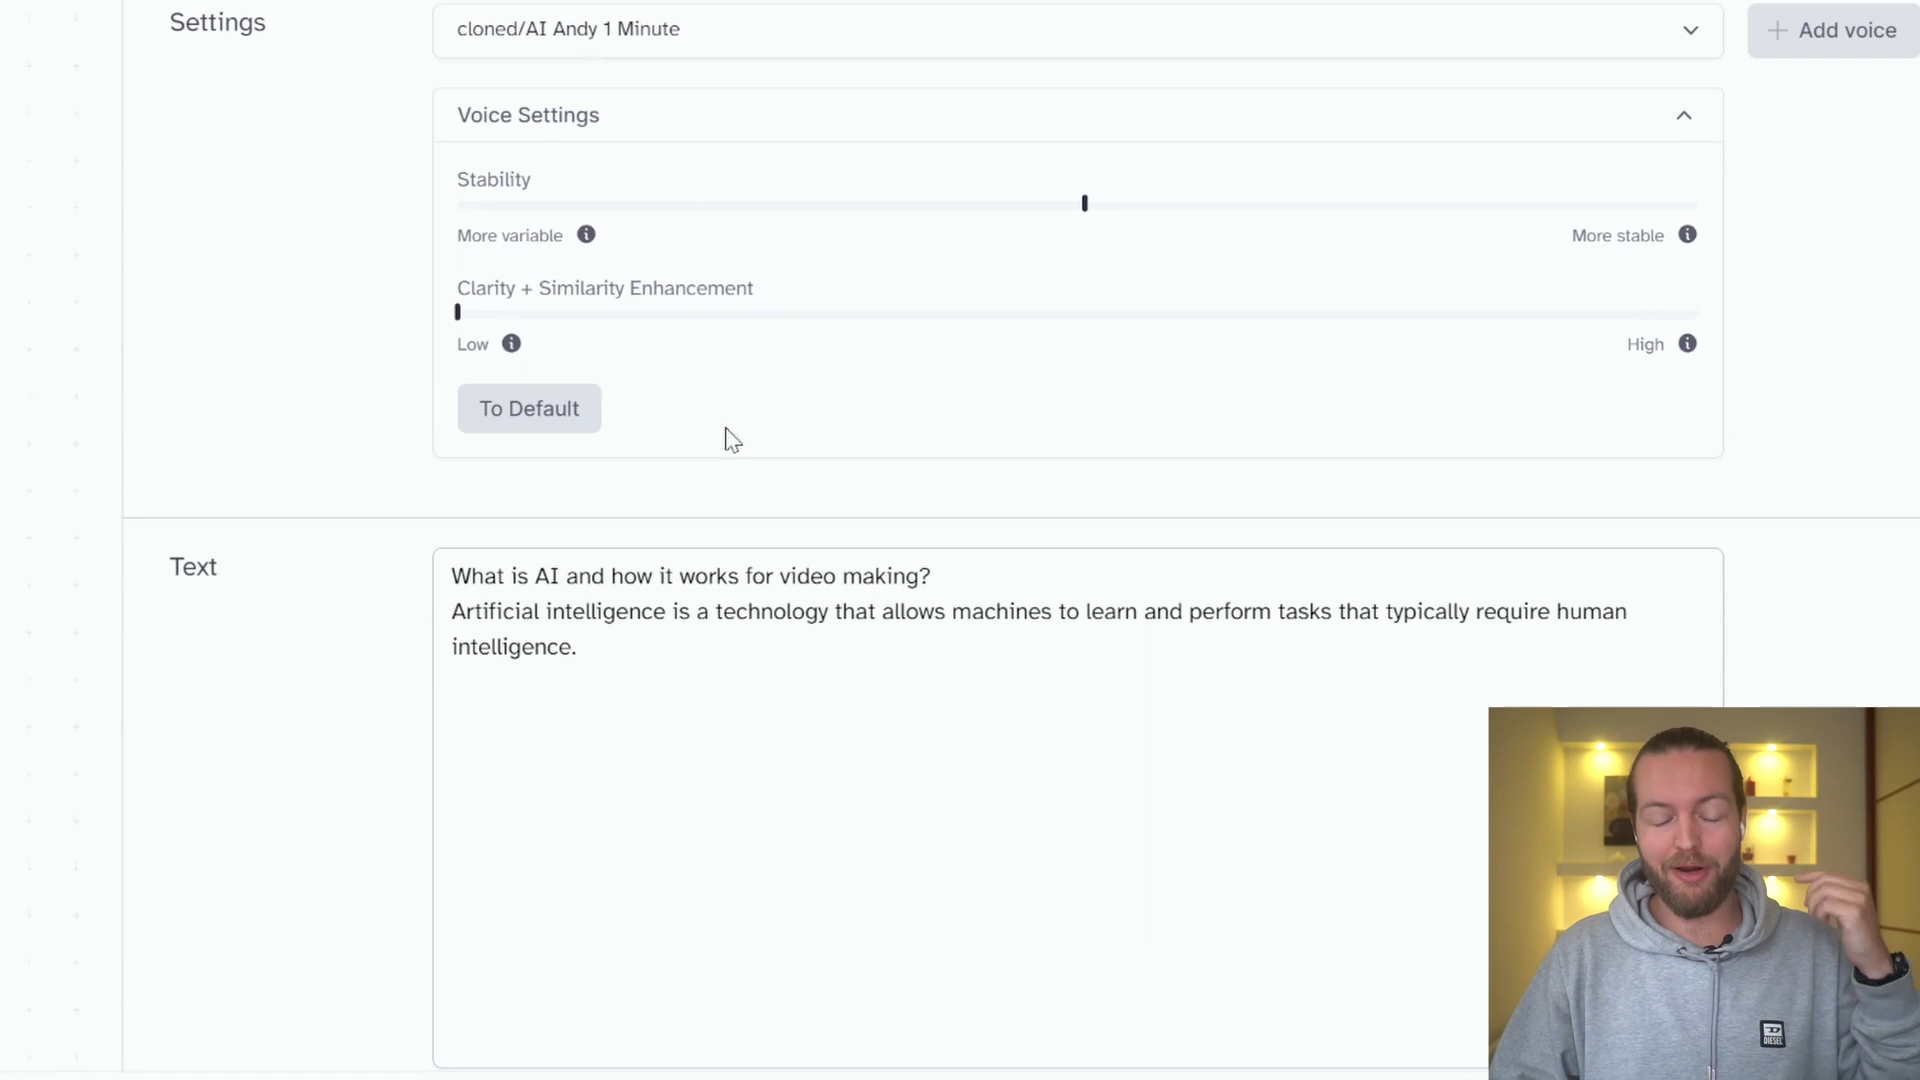 Settings
cloned/AI Andy 1 Minute
Add voice
Voice Settings
Stability
More variable
More stable
Clarity + Similarity Enhancement
Low
High
To Default
Text
What is AI and how it works for video making?
Artificial intelligence is a technology that allows machines to learn and perform tasks that typically require human
intelligence.
DIESEL